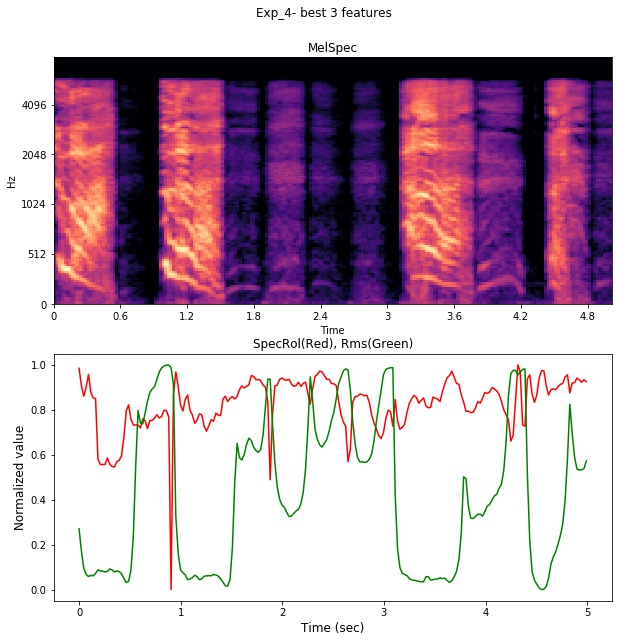 Exp_4- best 3 features
MelSpec
4096
2048
1024
512
0
Hz
0 0.6 1.2 1.8 2.4 3 3.6 4.2 4.8
Time
SpecRol(Red), Rms(Green)
1.0
0.8
0.6
0.4
0.2
0.0
Normalized value
0 1 2 3 4 5
Time (sec)